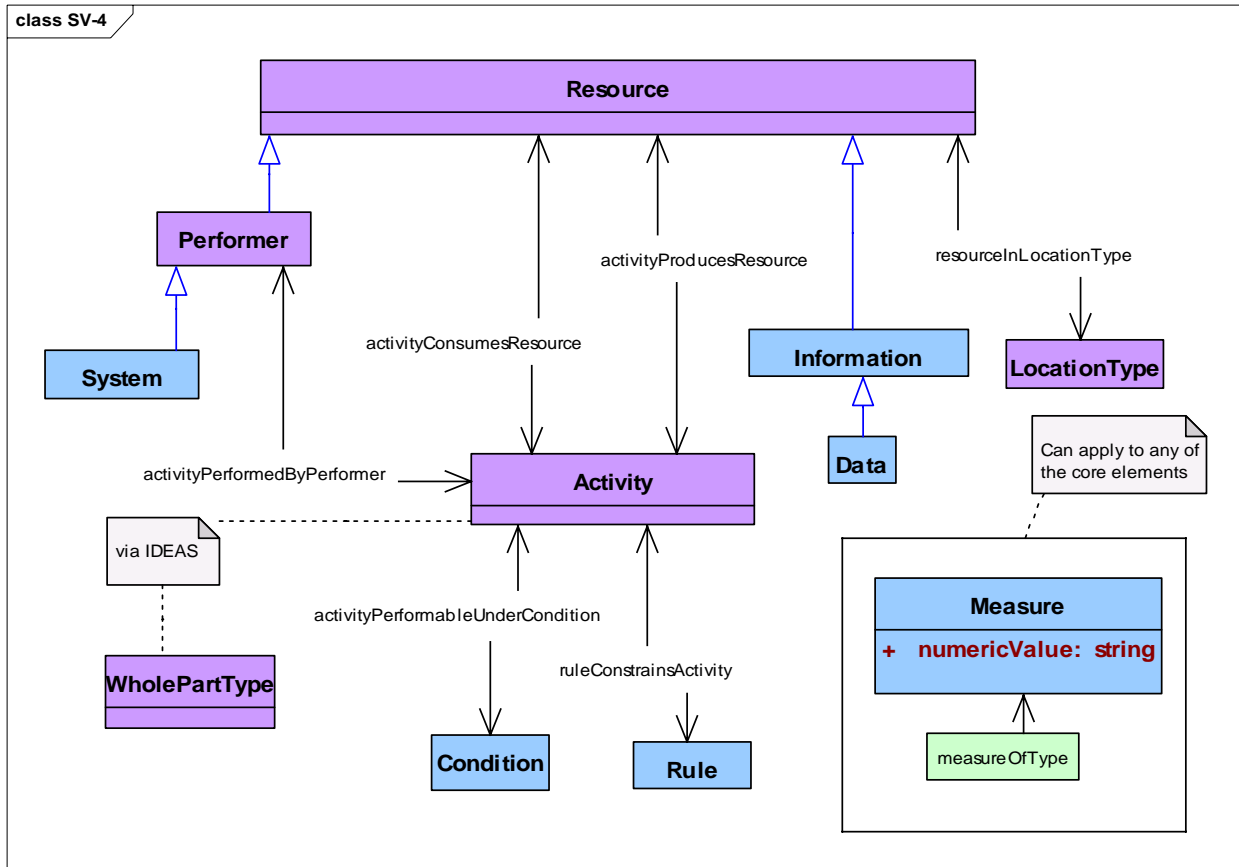 class SV-4
Resource
Performer
activityProducesResource
resourceInLocationType
activityConsumesResource
System
Information
LocationType
Data
Can apply to any of
the core elements
activityPerformedByPerformer
Activity
via IDEAS
Measure
activityPerformableUnderCondition
+ numericValue: string
ruleConstrainsActivity
WholePartType
Condition
Rule
measureOfType